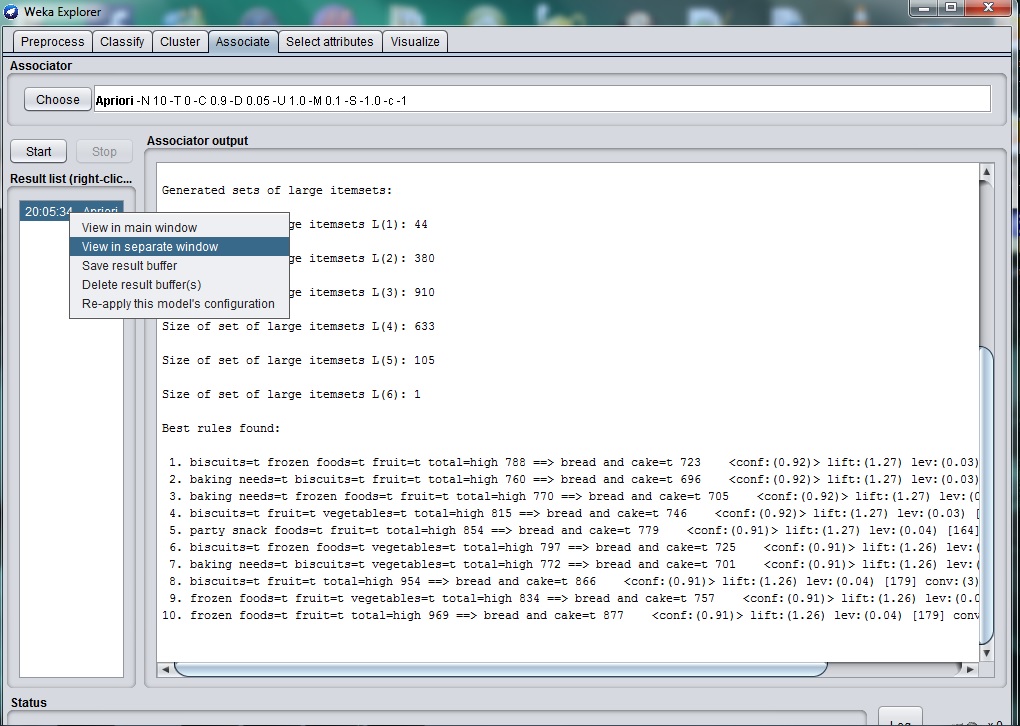 Weka Explorer
Preprocess Classify Cluster Associate Select attributes Visualize
Associator
Choose Apriori -N 10 -T 0 -C 0.9 -D 0.05 -U 1.0 -M 0.1 -S -1.0 -c -1
Start Stop
Result list (right-clic...
20:05:34 - Apriori
View in main window
View in separate window
Save result buffer
Delete result buffer(s)
Re-apply this model's configuration
Associator output
Generated sets of large itemsets:
ge itemsets L(1): 44
ge itemsets L(2): 380
ge itemsets L(3): 910
Size of set of large itemsets L(4): 633
Size of set of large itemsets L(5): 105
Size of set of large itemsets L(6): 1
Best rules found:
1. biscuits=t frozen foods=t fruit=t total=high 788 ==> bread and cake=t 723 <conf:(0.92)> lift:(1.27) lev:(0.03)
2. baking needs=t biscuits=t fruit=t total=high 760 ==> bread and cake=t 696 <conf:(0.92)> lift:(1.27) lev:(0.03)
3. baking needs=t frozen foods=t fruit=t total=high 770 ==> bread and cake=t 705 <conf:(0.92)> lift:(1.27) lev:(0
4. biscuits=t fruit=t vegetables=t total=high 815 ==> bread and cake=t 746 <conf:(0.92)> lift:(1.27) lev:(0.03) [
5. party snack foods=t fruit=t total=high 854 ==> bread and cake=t 779 <conf:(0.91)> lift:(1.27) lev:(0.04) [164]
6. biscuits=t frozen foods=t vegetables=t total=high 797 ==> bread and cake=t 725 <conf:(0.91)> lift:(1.26) lev:(
7. baking needs=t biscuits=t vegetables=t total=high 772 ==> bread and cake=t 701 <conf:(0.91)> lift:(1.26) lev:(
8. biscuits=t fruit=t total=high 954 ==> bread and cake=t 866 <conf:(0.91)> lift:(1.26) lev:(0.04) [179] conv:(3)
9. frozen foods=t fruit=t vegetables=t total=high 834 ==> bread and cake=t 757 <conf:(0.91)> lift:(1.26) lev:(0.0
10. frozen foods=t fruit=t total=high 969 ==> bread and cake=t 877 <conf:(0.91)> lift:(1.26) lev:(0.04) [179] conv
Status
Log
x 0